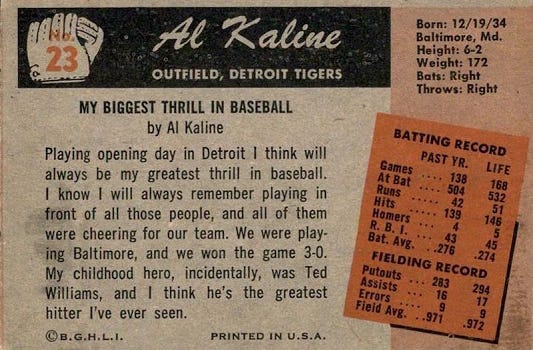 No.
23
Al Kaline
OUTFIELD, DETROIT TIGERS
Born: 12/19/34
Baltimore, Md.
Height: 6-2
Weight: 172
Bats: Right
Throws: Right
MY BIGGEST THRILL IN BASEBALL
by Al Kaline
Playing opening day in Detroit I think will
always be my greatest thrill in baseball.
I know I will always remember playing in
front of all those people, and all of them
were cheering for our team. We were play-
ing Baltimore, and we won the game 3-0.
My childhood hero, incidentally, was Ted
Williams, and I think he's the greatest
hitter I've ever seen.
©B.G.H.L.I. PRINTED IN U.S.A.
BATTING RECORD
PAST YR. LIFE
Games .... 138 168
At Bat .... 504 532
Runs .... 42 51
Hits .... 139 146
Homers .... 4 5
R. B. I. .... 43 45
Bat. Avg. .. .276 .274
FIELDING RECORD
Putouts .... 283 294
Assists .... 16 17
Errors .... 9 9
Field Avg. .. .971 .972